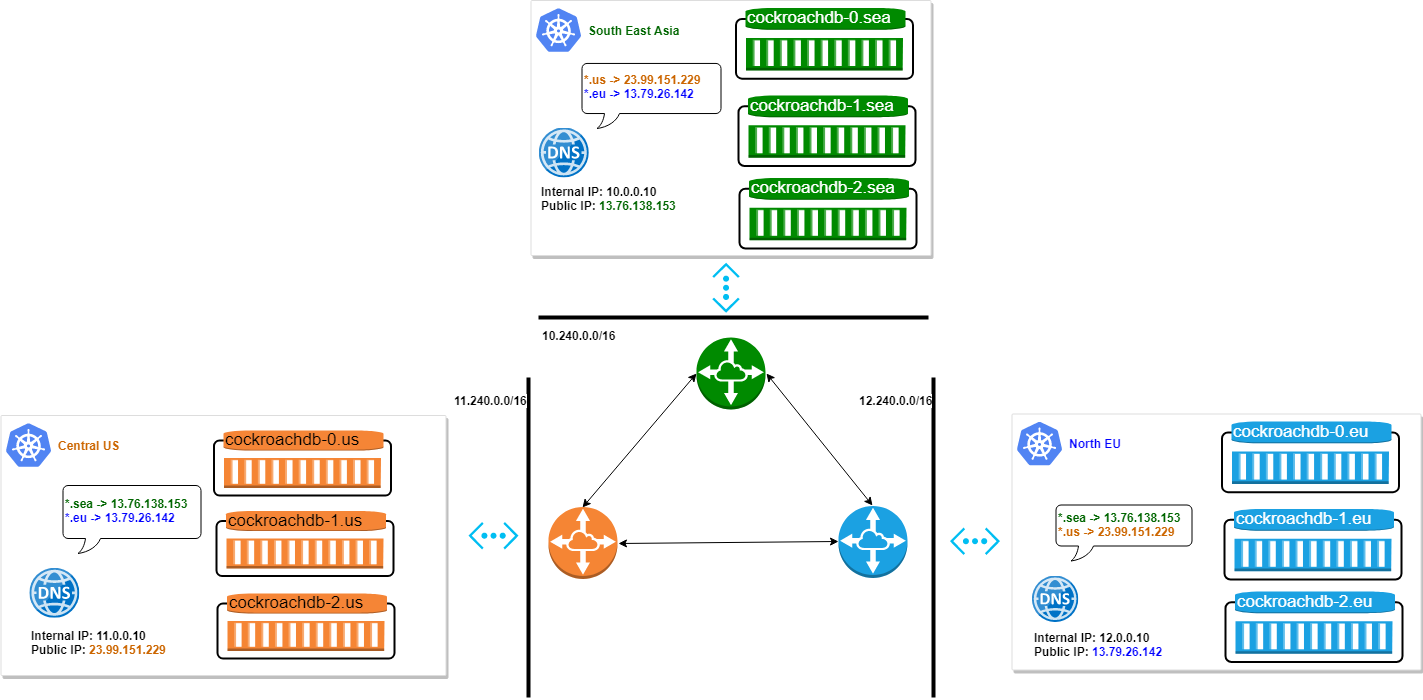 South East Asia
*.us -> 23.99.151.229
*.eu -> 13.79.26.142
DNS
Internal IP: 10.0.0.10
Public IP: 13.76.138.153
cockroachdb-0.sea
cockroachdb-1.sea
cockroachdb-2.sea
10.240.0.0/16
11.240.0.0/16
12.240.0.0/16
Central US
*.sea -> 13.76.138.153
*.eu -> 13.79.26.142
DNS
Internal IP: 11.0.0.10
Public IP: 23.99.151.229
cockroachdb-0.us
cockroachdb-1.us
cockroachdb-2.us
North EU
*.sea -> 13.76.138.153
*.us -> 23.99.151.229
DNS
Internal IP: 12.0.0.10
Public IP: 13.79.26.142
cockroachdb-0.eu
cockroachdb-1.eu
cockroachdb-2.eu